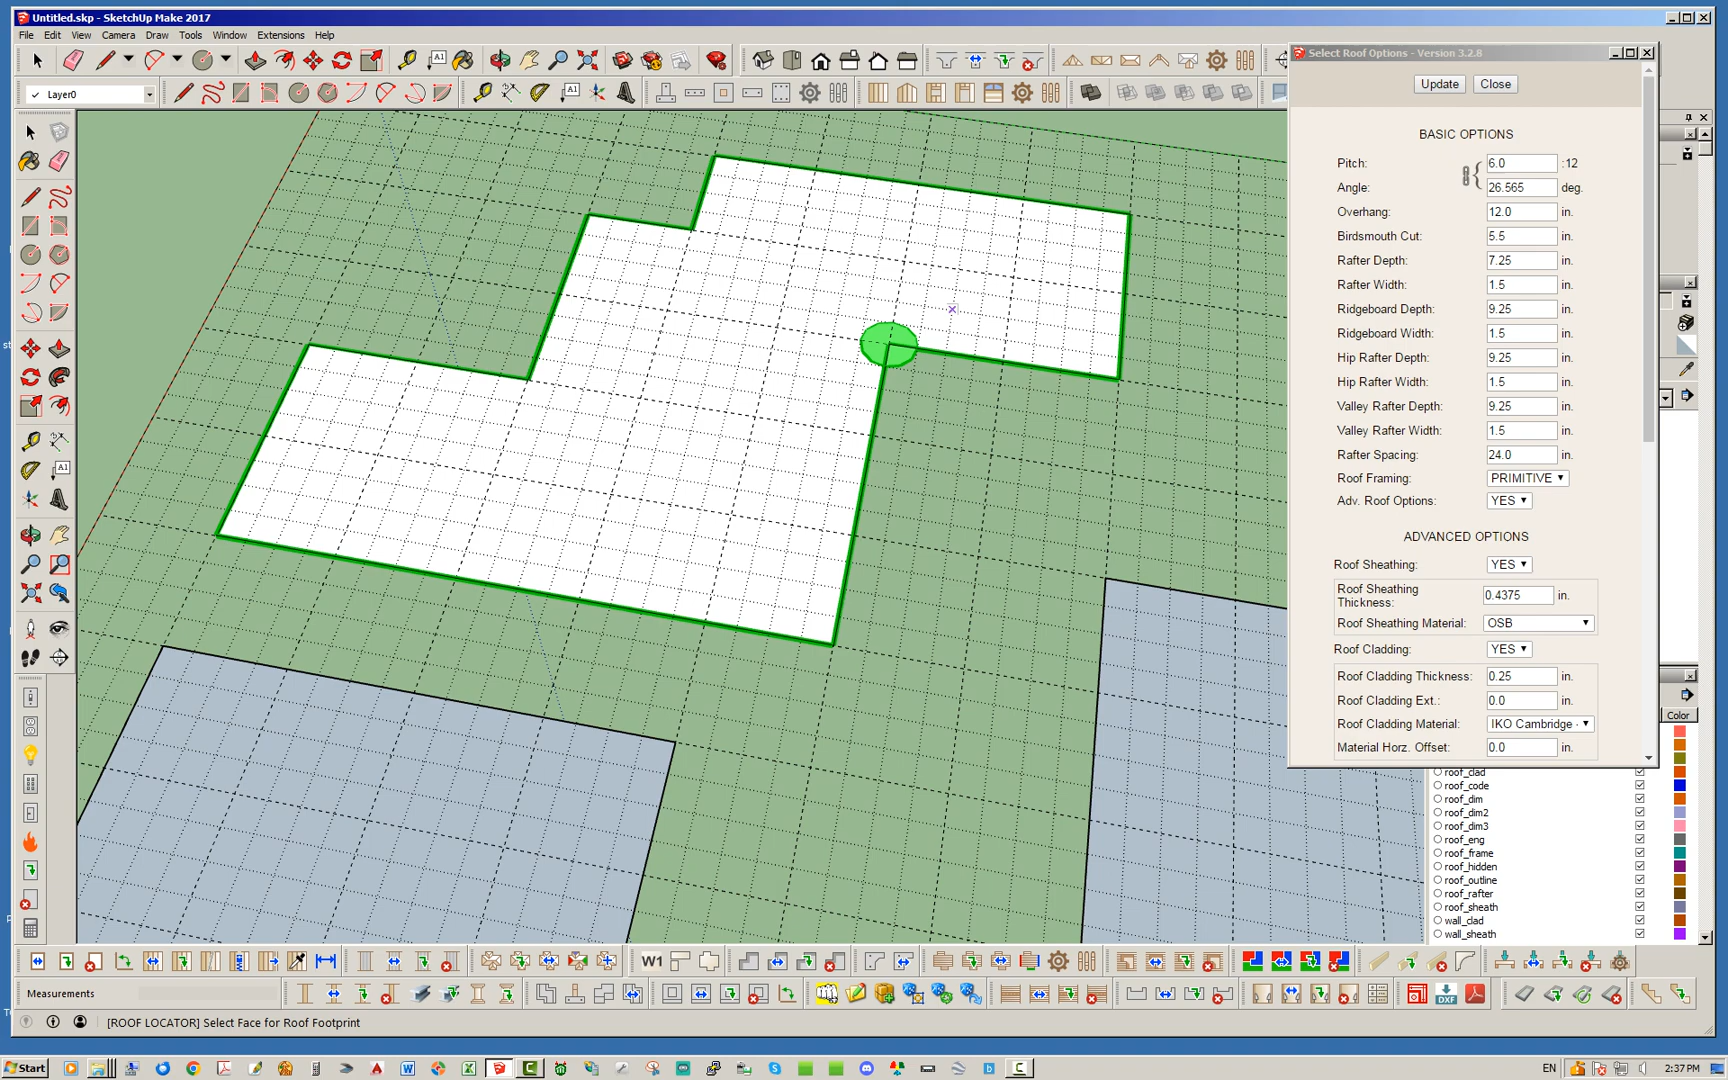 Untitled.skp - SketchUp Make 2017
File Edit View Camera Draw Tools Window Extensions Help
Layer0
Select Roof Options - Version 3.2.8
Update Close
BASIC OPTIONS
Pitch: 6.0 :12
Angle: 26.565 deg.
Overhang: 12.0 in.
Birdsmouth Cut: 5.5 in.
Rafter Depth: 7.25 in.
Rafter Width: 1.5 in.
Ridgeboard Depth: 9.25 in.
Ridgeboard Width: 1.5 in.
Hip Rafter Depth: 9.25 in.
Hip Rafter Width: 1.5 in.
Valley Rafter Depth: 9.25 in.
Valley Rafter Width: 1.5 in.
Rafter Spacing: 24.0 in.
Roof Framing: PRIMITIVE
Adv. Roof Options: YES
ADVANCED OPTIONS
Roof Sheathing: YES
Roof Sheathing
Thickness: 0.4375 in.
Roof Sheathing Material: OSB
Roof Cladding: YES
Roof Cladding Thickness: 0.25 in.
Roof Cladding Ext.: 0.0 in.
Roof Cladding Material: IKO Cambridge -
Material Horz. Offset: 0.0 in.
Color
roof_clad
roof_code
roof_dim
roof_dim2
roof_dim3
roof_eng
roof_frame
roof_hidden
roof_outline
roof_rafter
roof_sheath
wall_clad
wall_sheath
A1
A1
A1
W1
DXF
Measurements
[ROOF LOCATOR] Select Face for Roof Footprint
Start
EN 2:37 PM